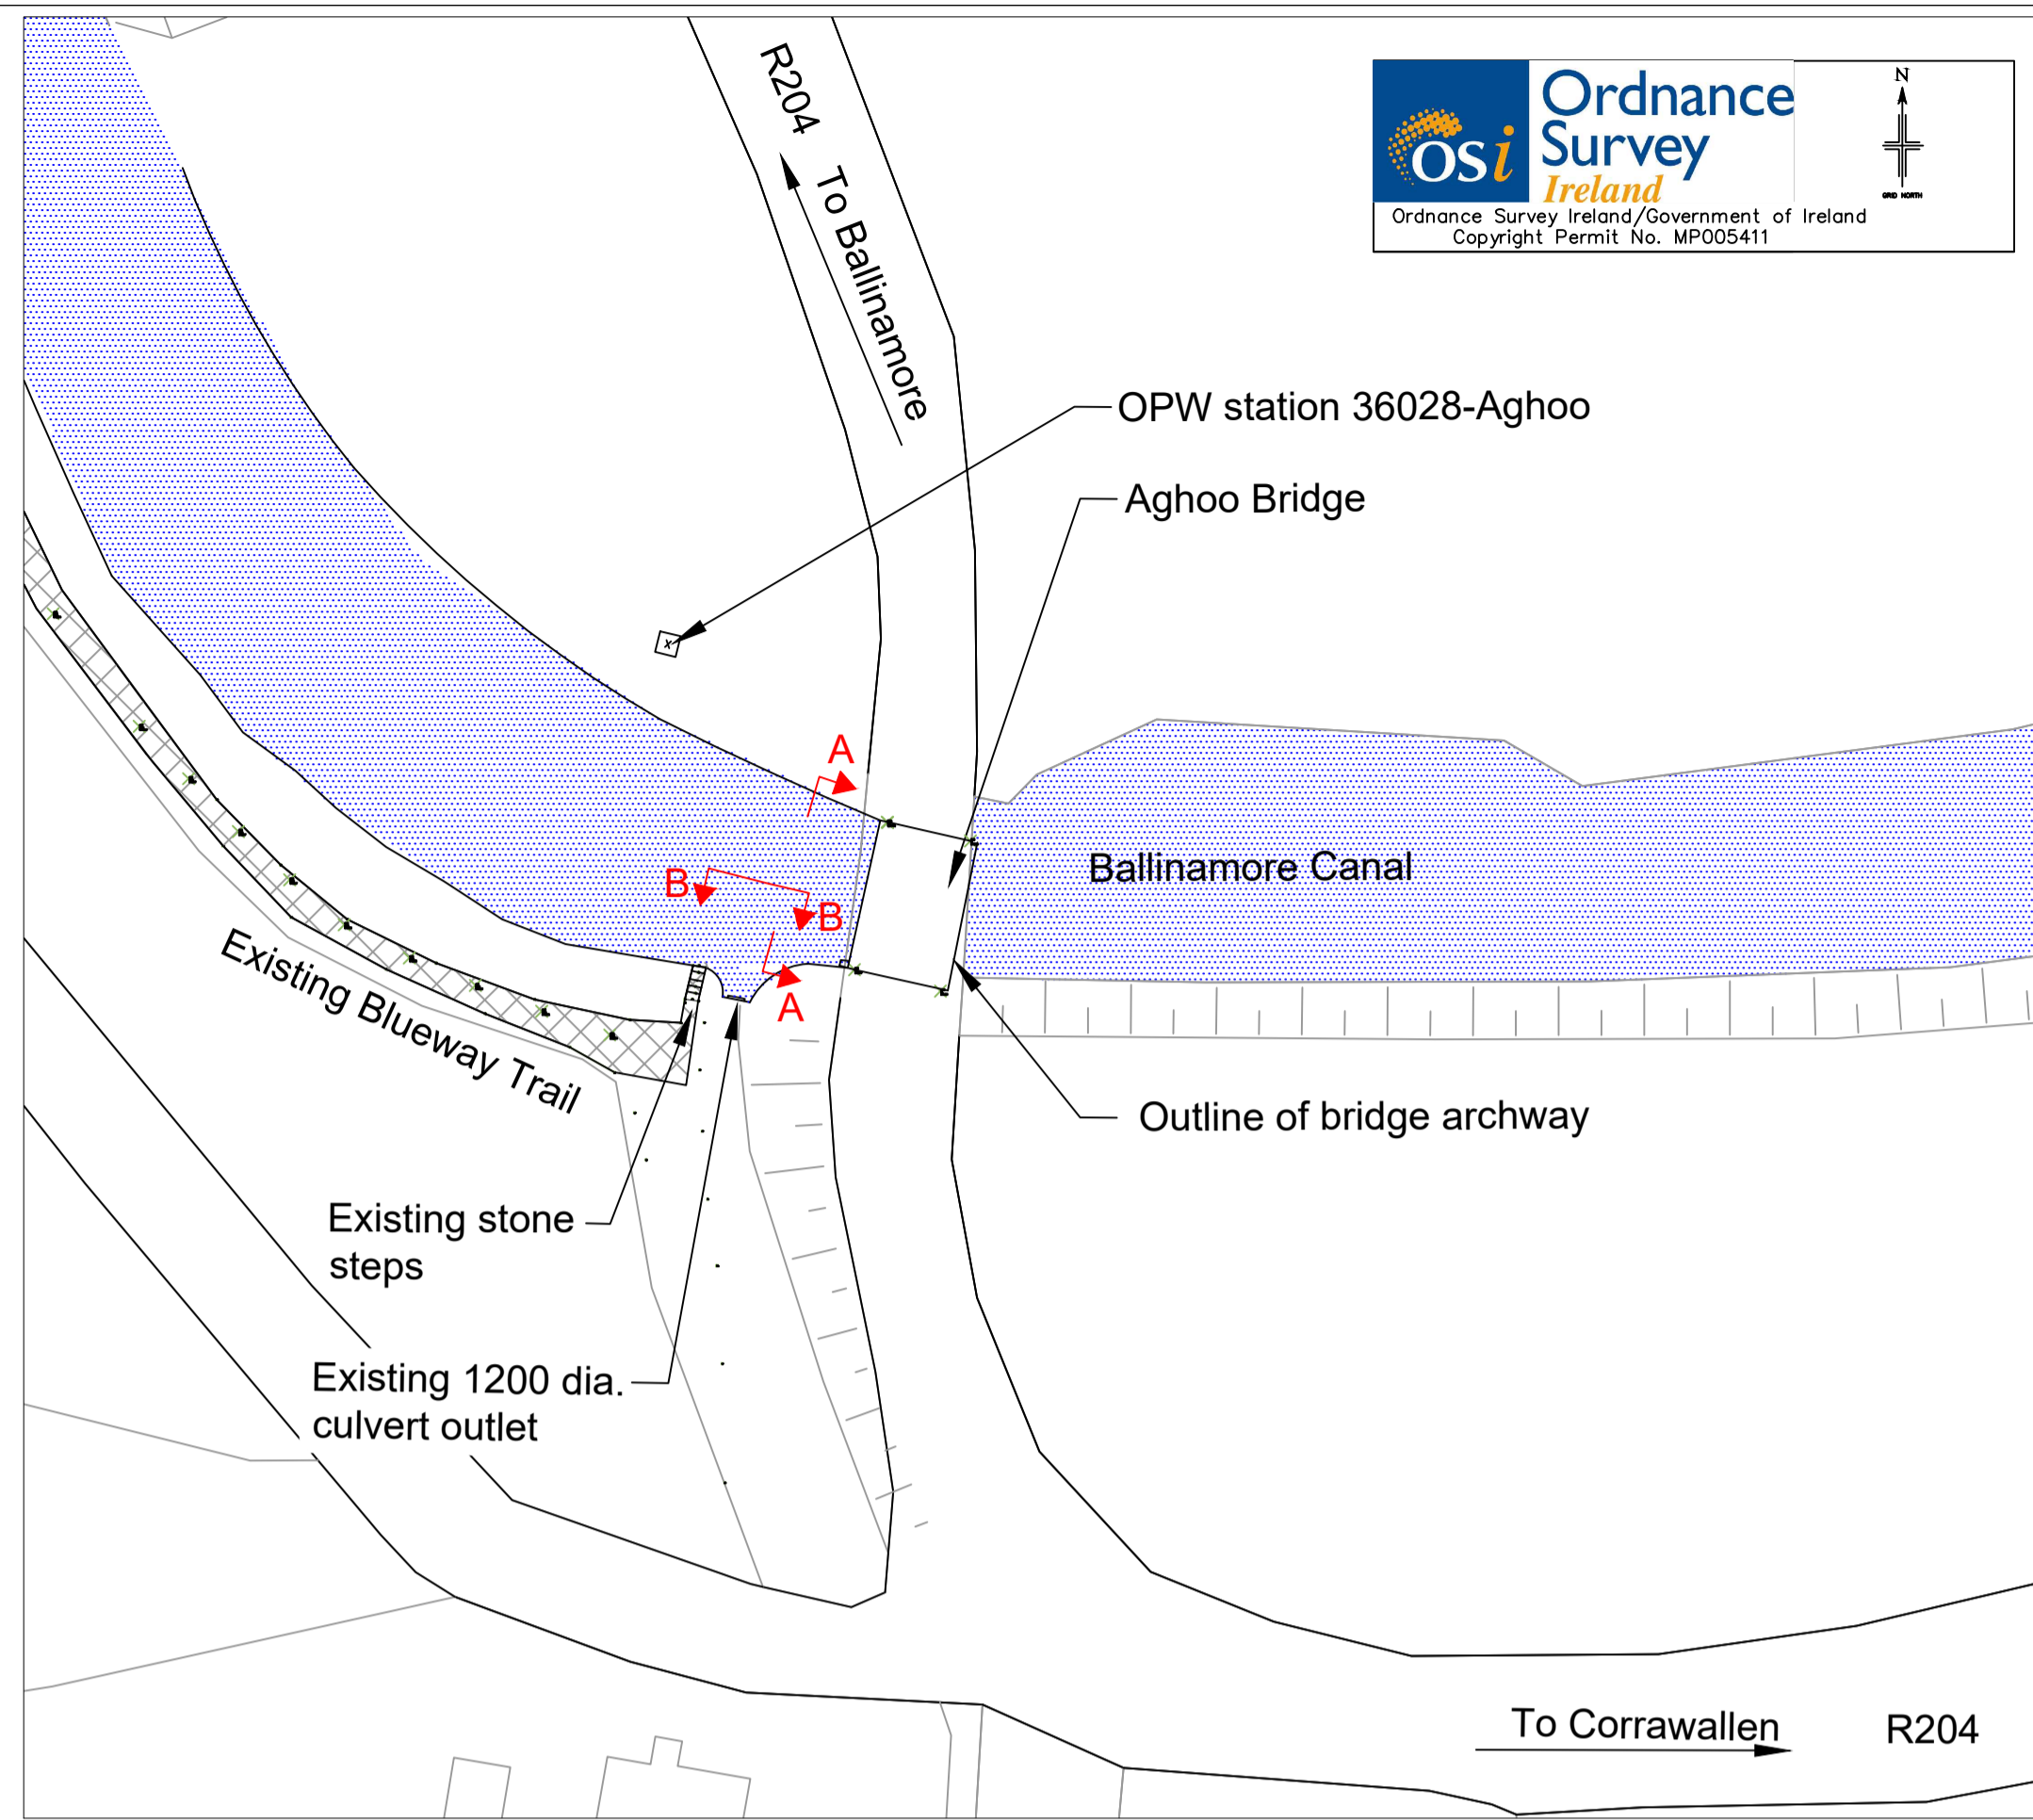 R204
To Ballinamore
osi
Ordnance
Survey
Ireland
N
GRID NORTH
Ordnance Survey Ireland/Government of Ireland
Copyright Permit No. MP005411
OPW station 36028-Aghoo
x
Aghoo Bridge
A
B
B
A
Ballinamore Canal
Existing Blueway Trail
Outline of bridge archway
Existing stone
steps
Existing 1200 dia.
culvert outlet
To Corrawallen
R204